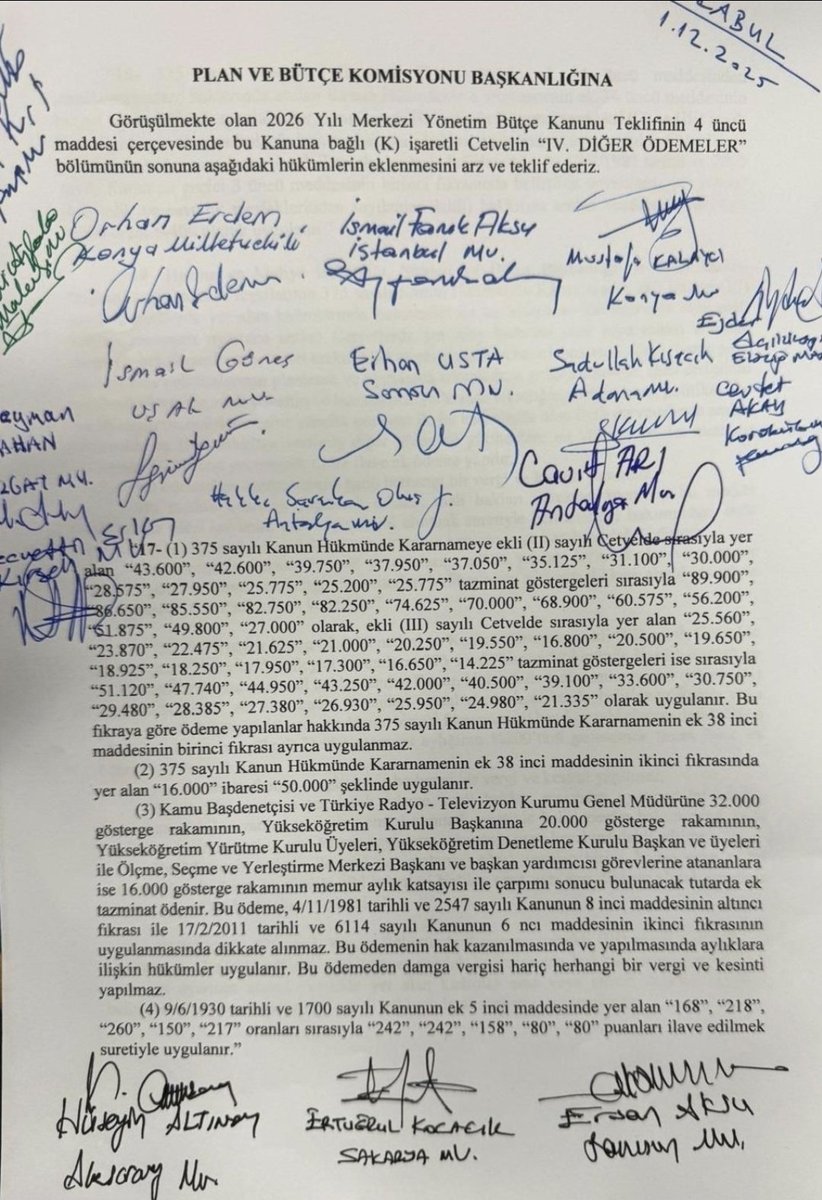 KABUL
1.12.2025
PLAN VE BÜTÇE KOMİSYONU BAŞKANLIĞINA
Görüşülmekte olan 2026 Yılı Merkezi Yönetim Bütçe Kanunu Teklifinin 4 üncü
maddesi çerçevesinde bu Kanuna bağlı (K) işaretli Cetvelin “IV. DİĞER ÖDEMELER”
bölümünün sonuna aşağıdaki hükümlerin eklenmesini arz ve teklif ederiz.
Orhan Erdem
Konya Milletvekili
İsmail Faruk Aksu
İstanbul Mv.
Mustafa KALAYCI
Konya Mv
İsmail Güneş
UŞAK Mv
Erhan USTA
Samsun Mv.
Sadullah Kısacık
Adana Mv.
Cevdet
AKAY
Cavit ARI
Antalya Mv
Antalya Mv.
17- (1) 375 sayılı Kanun Hükmünde Kararnameye ekli (II) sayılı Cetvelde sırasıyla yer
alan “43.600”, “42.600”, “39.750”, “37.950”, “37.050”, “35.125”, “31.100”, “30.000”,
“28.575”, “27.950”, “25.775”, “25.200”, “25.775” tazminat göstergeleri sırasıyla “89.900”,
“86.650”, “85.550”, “82.750”, “82.250”, “74.625”, “70.000”, “68.900”, “60.575”, “56.200”,
“51.875”, “49.800”, “27.000” olarak, ekli (III) sayılı Cetvelde sırasıyla yer alan “25.560”,
“23.870”, “22.475”, “21.625”, “21.000”, “20.250”, “19.550”, “16.800”, “20.500”, “19.650”,
“18.925”, “18.250”, “17.950”, “17.300”, “16.650”, “14.225” tazminat göstergeleri ise sırasıyla
“51.120”, “47.740”, “44.950”, “43.250”, “42.000”, “40.500”, “39.100”, “33.600”, “30.750”,
“29.480”, “28.385”, “27.380”, “26.930”, “25.950”, “24.980”, “21.335” olarak uygulanır. Bu
fıkraya göre ödeme yapılanlar hakkında 375 sayılı Kanun Hükmünde Kararnamenin ek 38 inci
maddesinin birinci fıkrası ayrıca uygulanmaz.
(2) 375 sayılı Kanun Hükmünde Kararnamenin ek 38 inci maddesinin ikinci fıkrasında
yer alan “16.000” ibaresi “50.000” şeklinde uygulanır.
(3) Kamu Başdenetçisi ve Türkiye Radyo - Televizyon Kurumu Genel Müdürüne 32.000
gösterge rakamının, Yükseköğretim Kurulu Başkanına 20.000 gösterge rakamının,
Yükseköğretim Yürütme Kurulu Üyeleri, Yükseköğretim Denetleme Kurulu Başkan ve üyeleri
ile Ölçme, Seçme ve Yerleştirme Merkezi Başkanı ve başkan yardımcısı görevlerine atananlara
ise 16.000 gösterge rakamının memur aylık katsayısı ile çarpımı sonucu bulunacak tutarda ek
tazminat ödenir. Bu ödeme, 4/11/1981 tarihli ve 2547 sayılı Kanunun 8 inci maddesinin altıncı
fıkrası ile 17/2/2011 tarihli ve 6114 sayılı Kanunun 6 ncı maddesinin ikinci fıkrasının
uygulanmasında dikkate alınmaz. Bu ödemenin hak kazanılmasında ve yapılmasında aylıklara
ilişkin hükümler uygulanır. Bu ödemeden damga vergisi hariç herhangi bir vergi ve kesinti
yapılmaz.
(4) 9/6/1930 tarihli ve 1700 sayılı Kanunun ek 5 inci maddesinde yer alan “168”, “218”,
“260”, “150”, “217” oranları sırasıyla “242”, “242”, “158”, “80”, “80” puanları ilave edilmek
suretiyle uygulanır.”
Hüseyin ALTINSOY
Aksaray Mv.
ERTUĞRUL KOCACIK
SAKARYA MV.
Ersan AKSU
Samsun Mv.